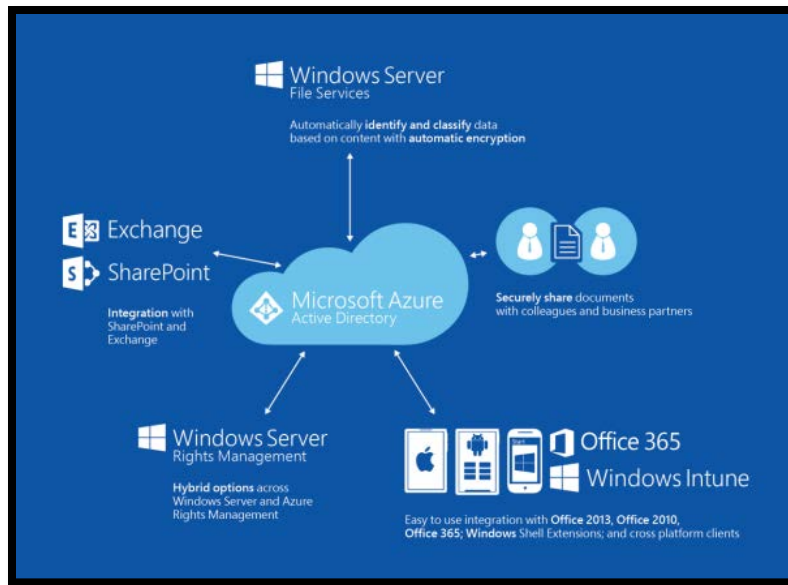 Windows Server
File Services
Automatically identify and classify data
based on content with automatic encryption
E Exchange
S SharePoint
Integration with
SharePoint and
Exchange
Microsoft Azure
Active Directory
Securely share documents
with colleagues and business partners
Windows Server
Rights Management
Hybrid options across
Windows Server and Azure
Rights Management
Start
Office 365
Windows Intune
Easy to use integration with Office 2013, Office 2010,
Office 365; Windows Shell Extensions; and cross platform clients